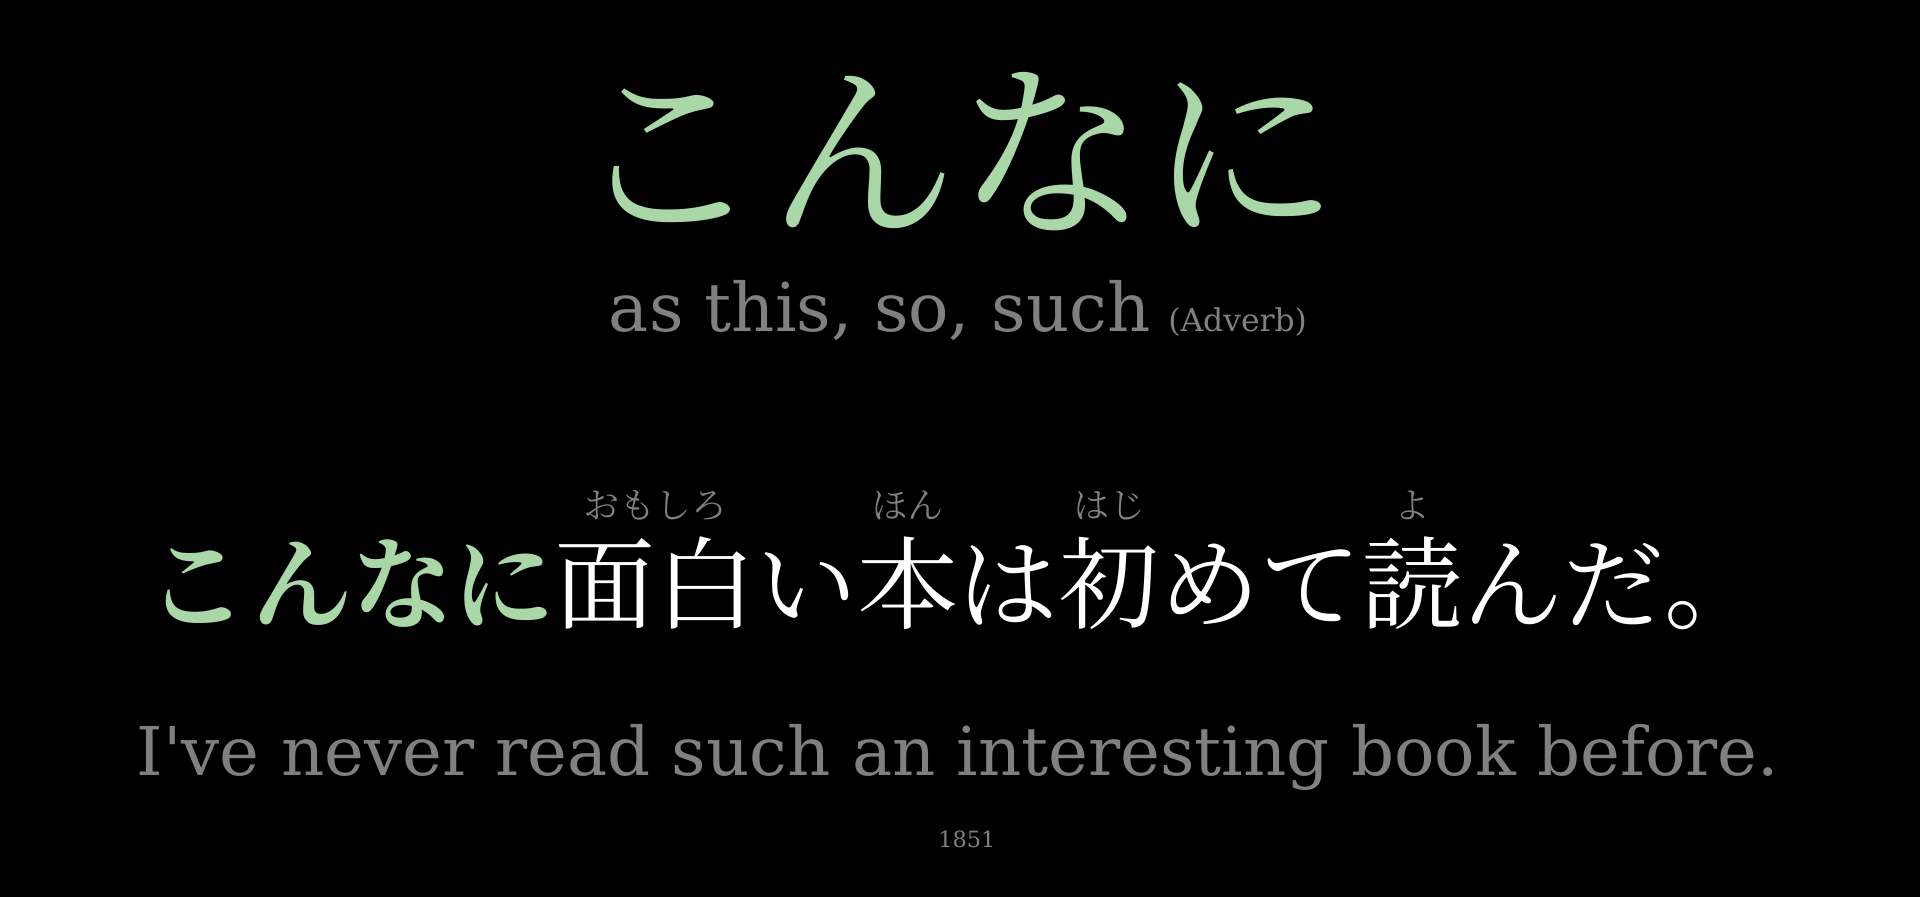 こんなに
as this, so, such (Adverb)
おもしろ ほん はじ よ
こんなに面白い本は初めて読んだ。
I've never read such an interesting book before.
1851